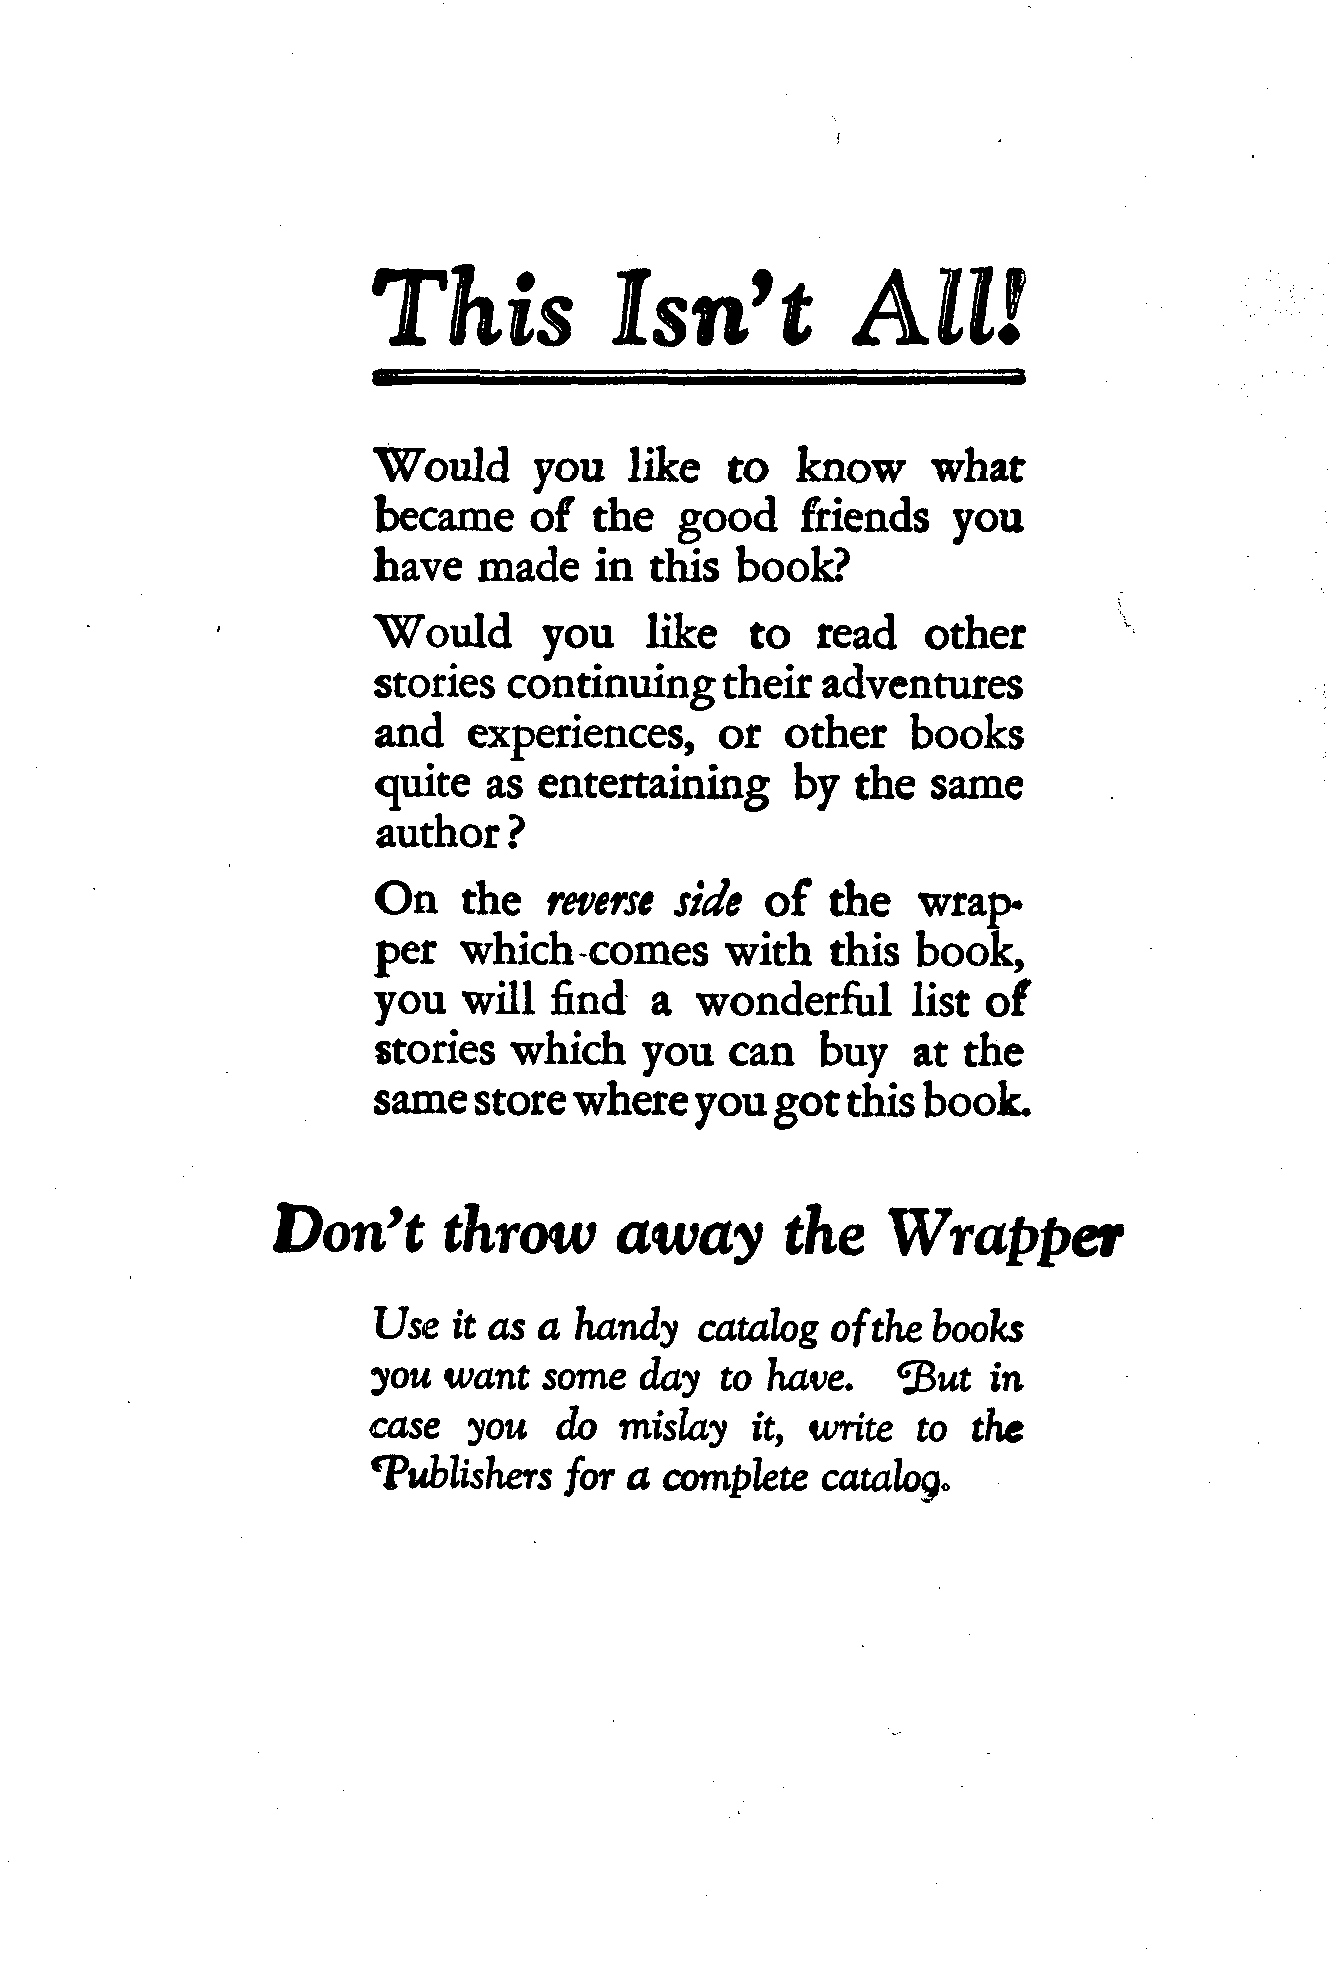 This Isn't All!
Would you like to know what
became of the good friends you
have made in this book?
Would you like to read other
stories continuing their adventures
and experiences, or other books
quite as entertaining by the same
author?
On the reverse side of the wrap-
per which comes with this book,
you will find a wonderful list of
stories which you can buy at the
same store where you got this book.
Don't throw away the Wrapper
Use it as a handy catalog of the books
you want some day to have. But in
case you do mislay it, write to the
Publishers for a complete catalog.